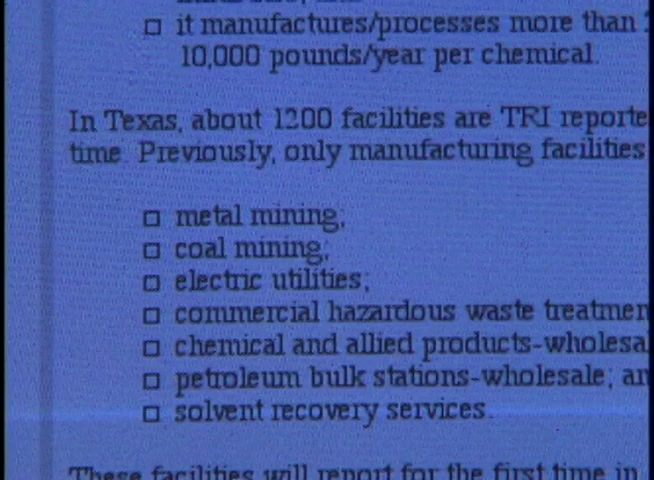 □ it manufactures/processes more than
10,000 pounds/year per chemical.
In Texas, about 1200 facilities are TRI reporte
time. Previously, only manufacturing facilities
□ metal mining;
□ coal mining;
□ electric utilities;
□ commercial hazardous waste treatmen
□ chemical and allied products-wholesal
□ petroleum bulk stations-wholesale; an
□ solvent recovery services.
These facilities will report for the first time in